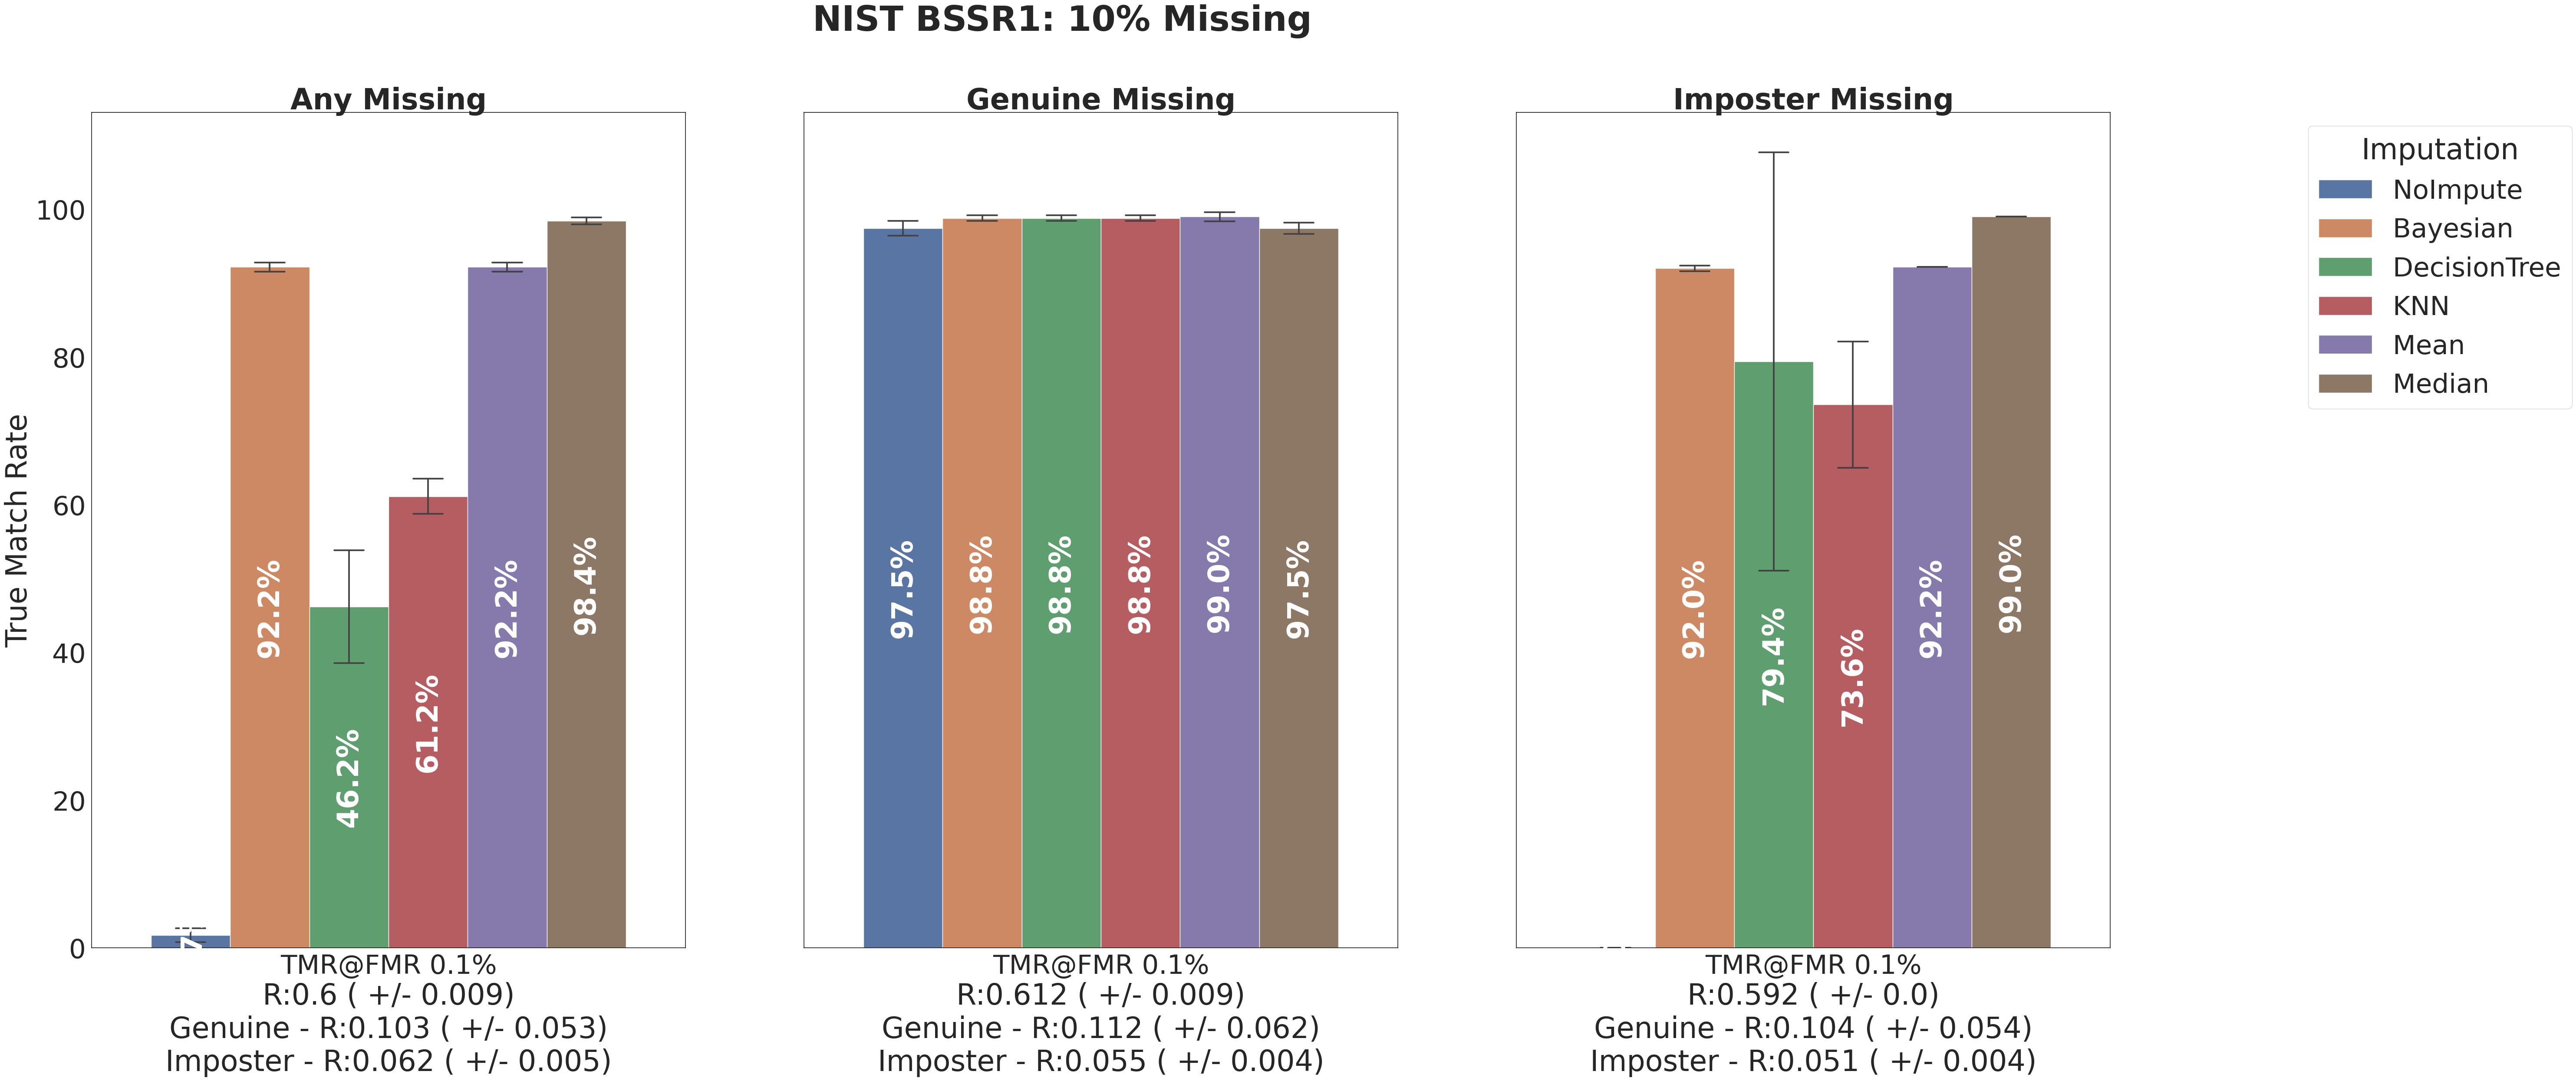 NIST BSSR1: 10% Missing
Any Missing
Genuine Missing
Imposter Missing
True Match Rate
100
80
60
40
20
0
7
92.2%
46.2%
61.2%
92.2%
98.4%
97.5%
98.8%
98.8%
98.8%
99.0%
97.5%
92.0%
79.4%
73.6%
92.2%
99.0%
TMR@FMR 0.1%
R:0.6 ( +/- 0.009)
Genuine - R:0.103 ( +/- 0.053)
Imposter - R:0.062 ( +/- 0.005)
TMR@FMR 0.1%
R:0.612 ( +/- 0.009)
Genuine - R:0.112 ( +/- 0.062)
Imposter - R:0.055 ( +/- 0.004)
TMR@FMR 0.1%
R:0.592 ( +/- 0.0)
Genuine - R:0.104 ( +/- 0.054)
Imposter - R:0.051 ( +/- 0.004)
Imputation
NoImpute
Bayesian
DecisionTree
KNN
Mean
Median